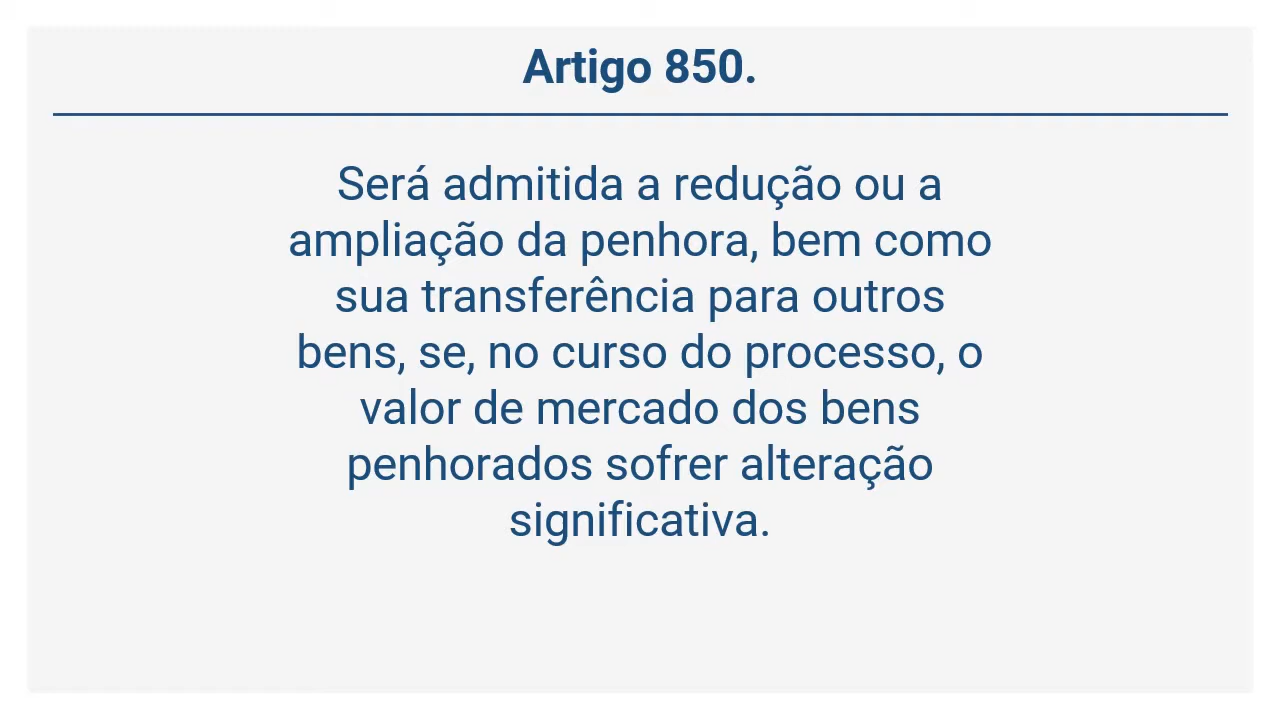 Artigo 850.
Será admitida a redução ou a
ampliação da penhora, bem como
sua transferência para outros
bens, se, no curso do processo, o
valor de mercado dos bens
penhorados sofrer alteração
significativa.